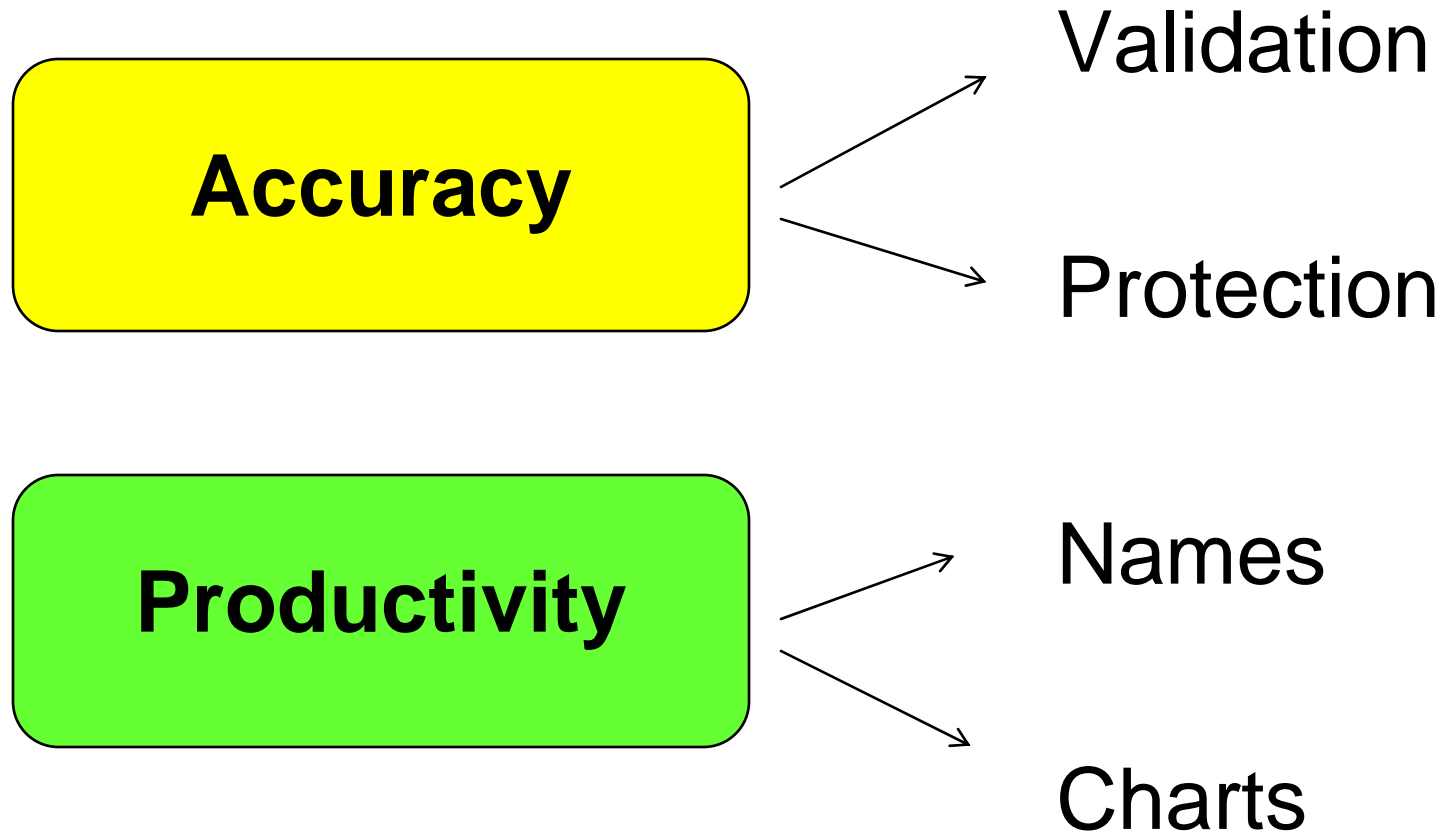 Accuracy
Validation
Protection
Productivity
Names
Charts